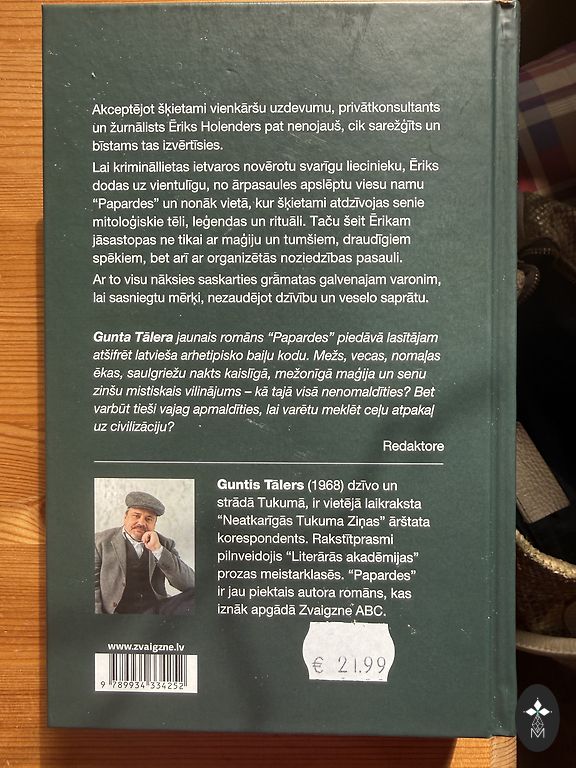 Akceptējot šķietami vienkāršu uzdevumu, privātkonsultants
un žurnālists Ēriks Holenders pat nenojauš, cik sarežģīts un
bīstams tas izvērtīsies.
Lai krimināllietas ietvaros novērotu svarīgu liecinieku, Ēriks
dodas uz vientulīgu, no ārpasaules apslēptu viesu namu
“Papardes” un nonāk vietā, kur šķietami atdzīvojas senie
mitoloģiskie tēli, leģendas un rituāli. Taču šeit Ērikam
jāsastopas ne tikai ar maģiju un tumšiem, draudīgiem
spēkiem, bet arī ar organizētās noziedzības pasauli.
Ar to visu nāksies saskarties grāmatas galvenajam varonim,
lai sasniegtu mērķi, nezaudējot dzīvību un veselo saprātu.
Gunta Tālera jaunais romāns “Papardes” piedāvā lasītājam
atšifrēt latvieša arhetipisko baiļu kodu. Mežs, vecas, nomaļas
ēkas, saulgriežu nakts kaislīgā, mežonīgā maģija un senu
zinšu mistiskais vilinājums – kā tajā visā nenomaldīties? Bet
varbūt tieši vajag apmaldīties, lai varētu meklēt ceļu atpakaļ
uz civilizāciju?
Redaktore
Guntis Tālers (1968) dzīvo un
strādā Tukumā, ir vietējā laikraksta
“Neatkarīgās Tukuma Ziņas” ārštata
korespondents. Rakstītprasmi
pilnveidojis “Literārās akadēmijas”
prozas meistarklasēs. “Papardes”
ir jau piektais autora romāns, kas
iznāk apgādā Zvaigzne ABC.
www.zvaigzne.lv
9 789934 334252
€ 21.99
M